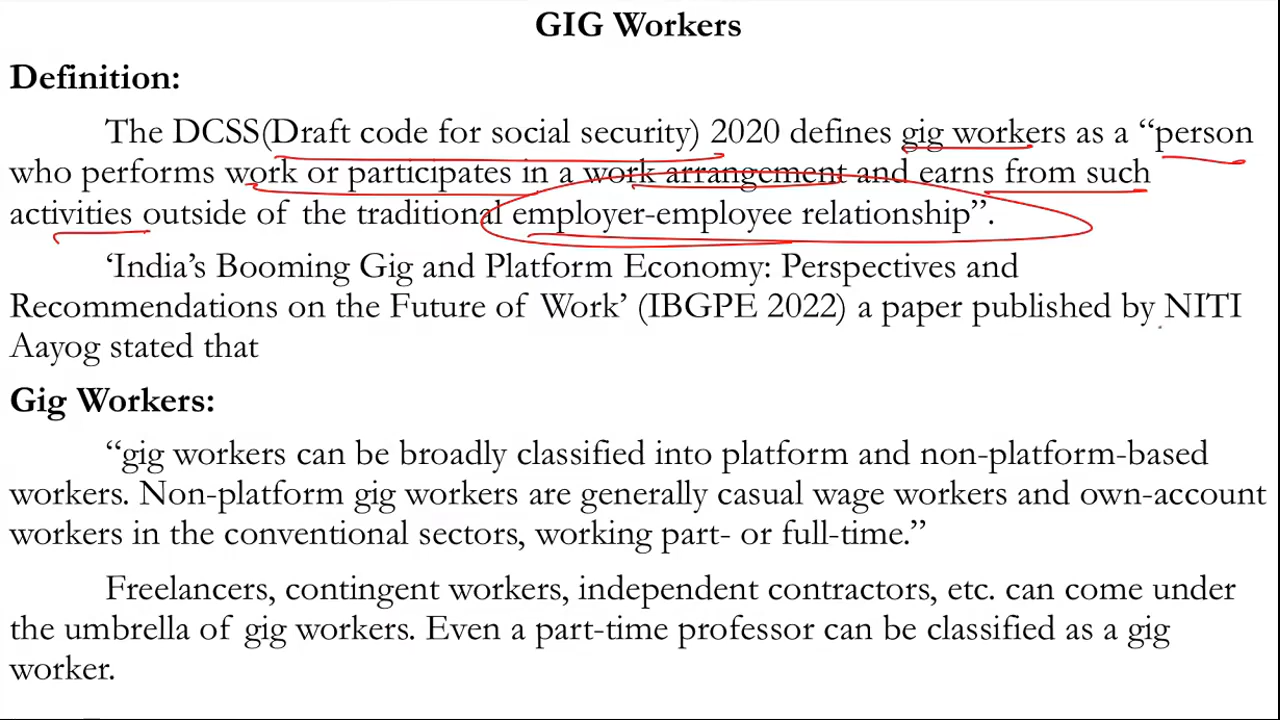 GIG Workers
Definition:
The DCSS(Draft code for social security) 2020 defines gig workers as a “person
who performs work or participates in a work arrangement and earns from such
activities outside of the traditional employer-employee relationship”.
‘India’s Booming Gig and Platform Economy: Perspectives and
Recommendations on the Future of Work’ (IBGPE 2022) a paper published by NITI
Aayog stated that
Gig Workers:
“gig workers can be broadly classified into platform and non-platform-based
workers. Non-platform gig workers are generally casual wage workers and own-account
workers in the conventional sectors, working part- or full-time.”
Freelancers, contingent workers, independent contractors, etc. can come under
the umbrella of gig workers. Even a part-time professor can be classified as a gig
worker.